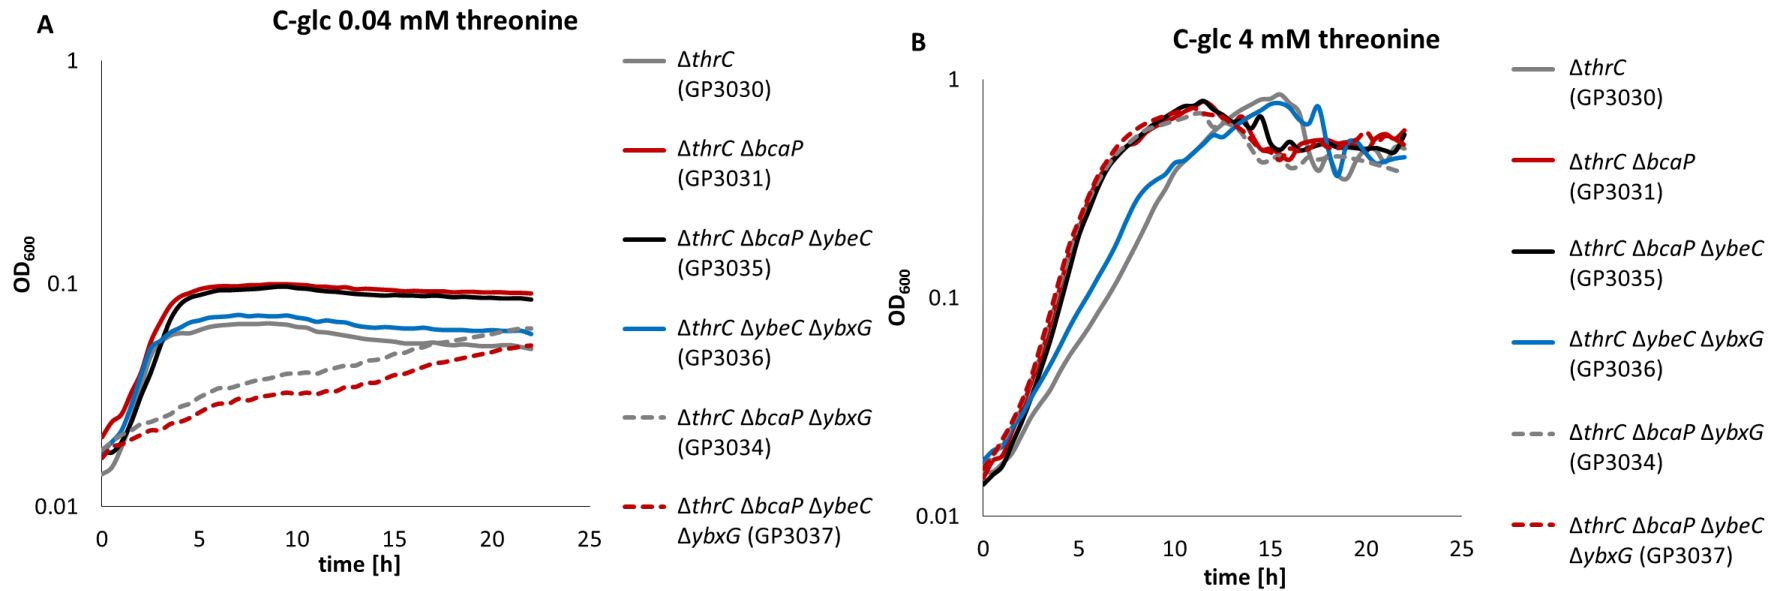 A
C-glc 0.04 mM threonine
1
0.1
0.01
OD600
0
5
10
15
20
25
time [h]
ΔthrC
(GP3030)
ΔthrC ΔbcaP
(GP3031)
ΔthrC ΔbcaP ΔybeC
(GP3035)
ΔthrC ΔybeC ΔybxG
(GP3036)
ΔthrC ΔbcaP ΔybxG
(GP3034)
ΔthrC ΔbcaP ΔybeC
ΔybxG (GP3037)
B
C-glc 4 mM threonine
1
0.1
0.01
OD600
0
5
10
15
20
25
time [h]
ΔthrC
(GP3030)
ΔthrC ΔbcaP
(GP3031)
ΔthrC ΔbcaP ΔybeC
(GP3035)
ΔthrC ΔybeC ΔybxG
(GP3036)
ΔthrC ΔbcaP ΔybxG
(GP3034)
ΔthrC ΔbcaP ΔybeC
ΔybxG (GP3037)